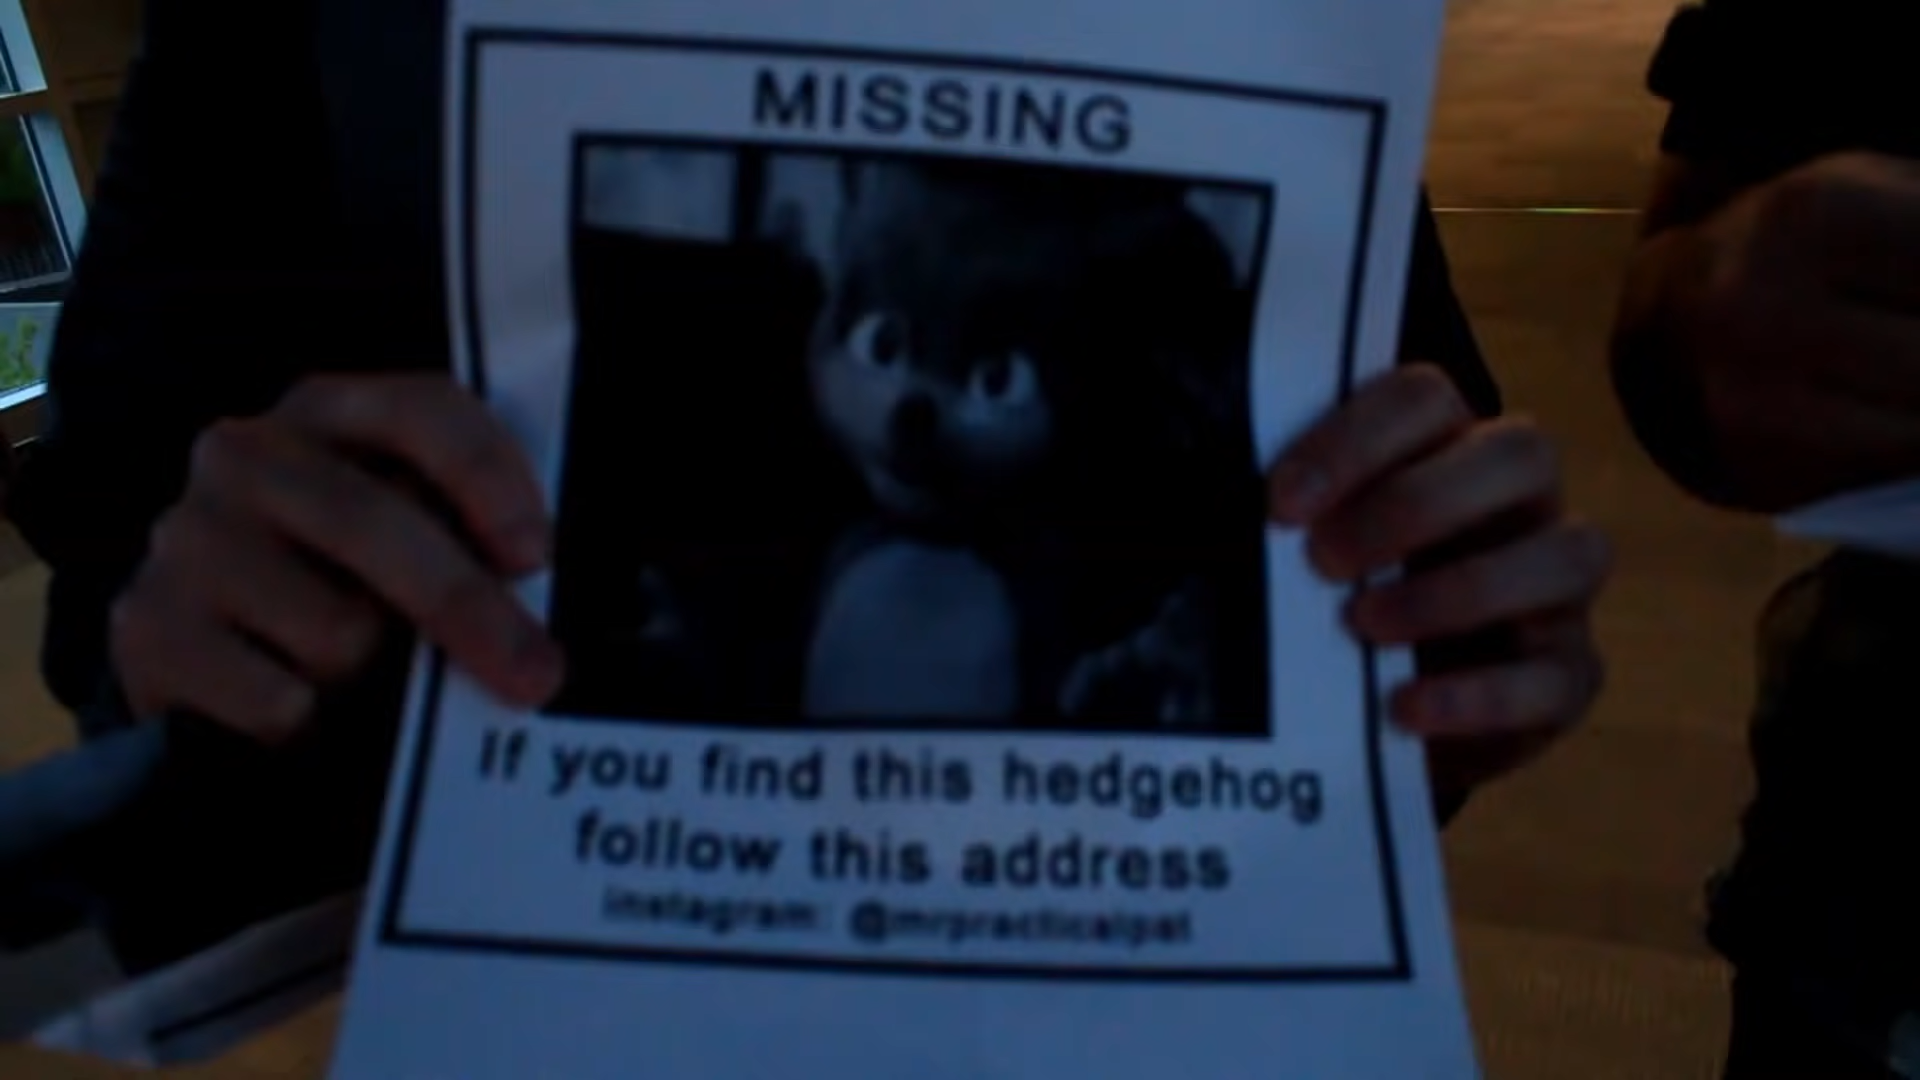 MISSING
If you find this hedgehog
follow this address
instagram: @mrpracticalpat